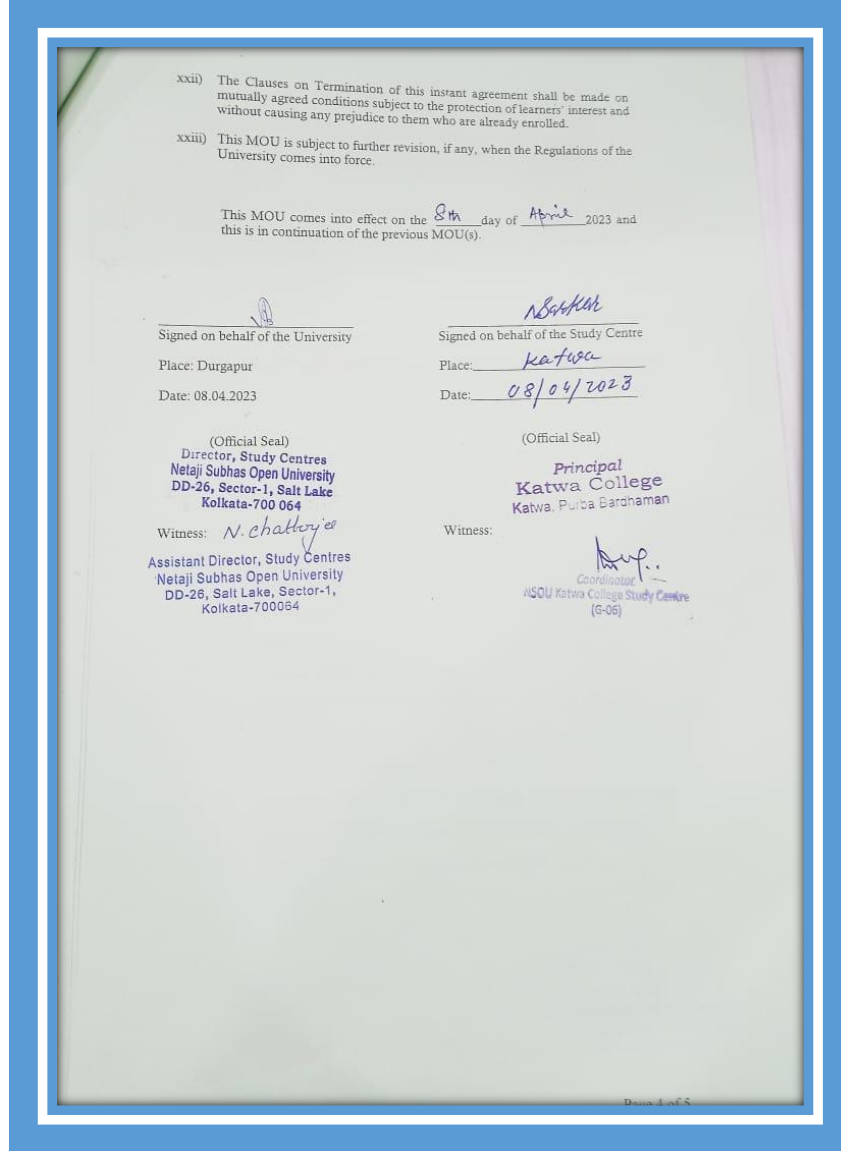 xxii) The Clauses on Termination of this instant agreement shall be made on
mutually agreed conditions subject to the protection of learners' interest and
without causing any prejudice to them who are already enrolled.
xxiii) This MOU is subject to further revision, if any, when the Regulations of the
University comes into force.
This MOU comes into effect on the 8th day of April 2023 and
this is in continuation of the previous MOU(s).
NSarkar
Signed on behalf of the University
Place: Durgapur
Date: 08.04.2023
(Official Seal)
Director, Study Centres
Netaji Subhas Open University
DD-26, Sector-1, Salt Lake
Kolkata-700 064
Witness: N. Chatterjee
Assistant Director, Study Centres
Netaji Subhas Open University
DD-26, Salt Lake, Sector-1,
Kolkata-700064
Signed on behalf of the Study Centre
Place: Katwa
Date: 08/04/2023
(Official Seal)
Principal
Katwa College
Katwa, Purba Bardhaman
Witness:
Coordinator
NSOU Katwa College Study Centre
(G-06)
Page 4 of 5